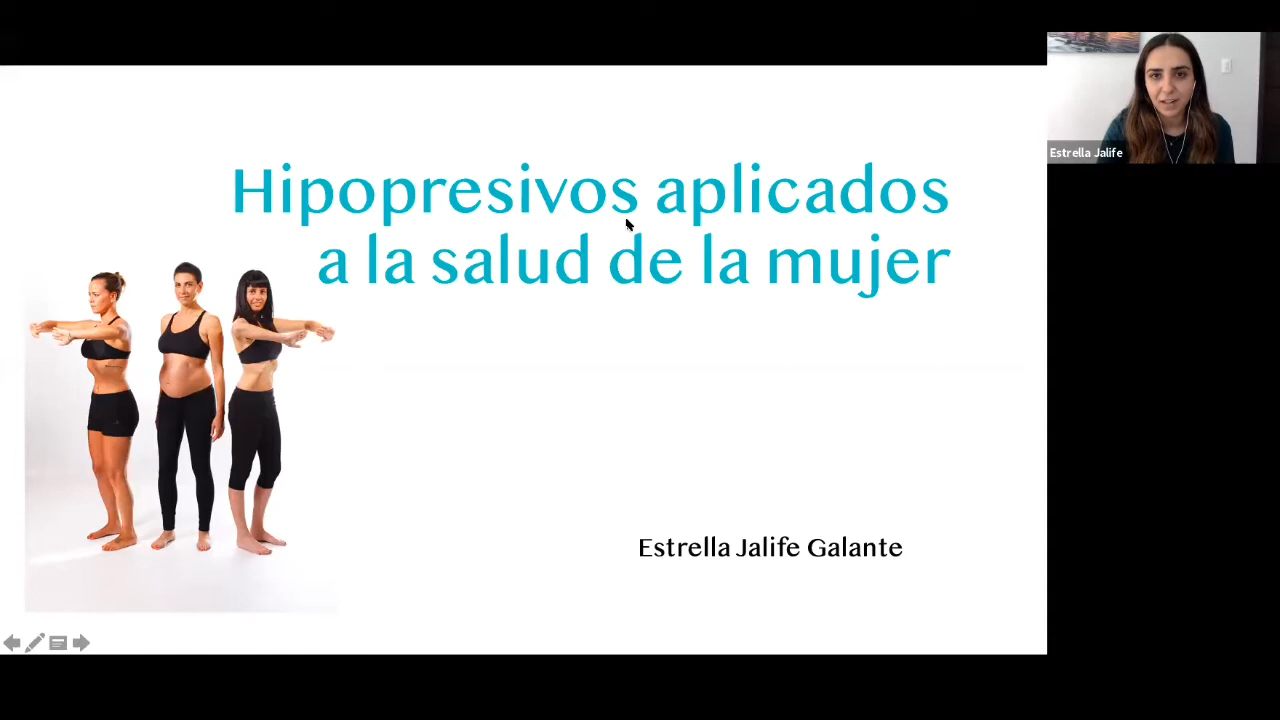 Hipopresivos aplicados
a la salud de la mujer
Estrella Jalife Galante
Estrella Jalife